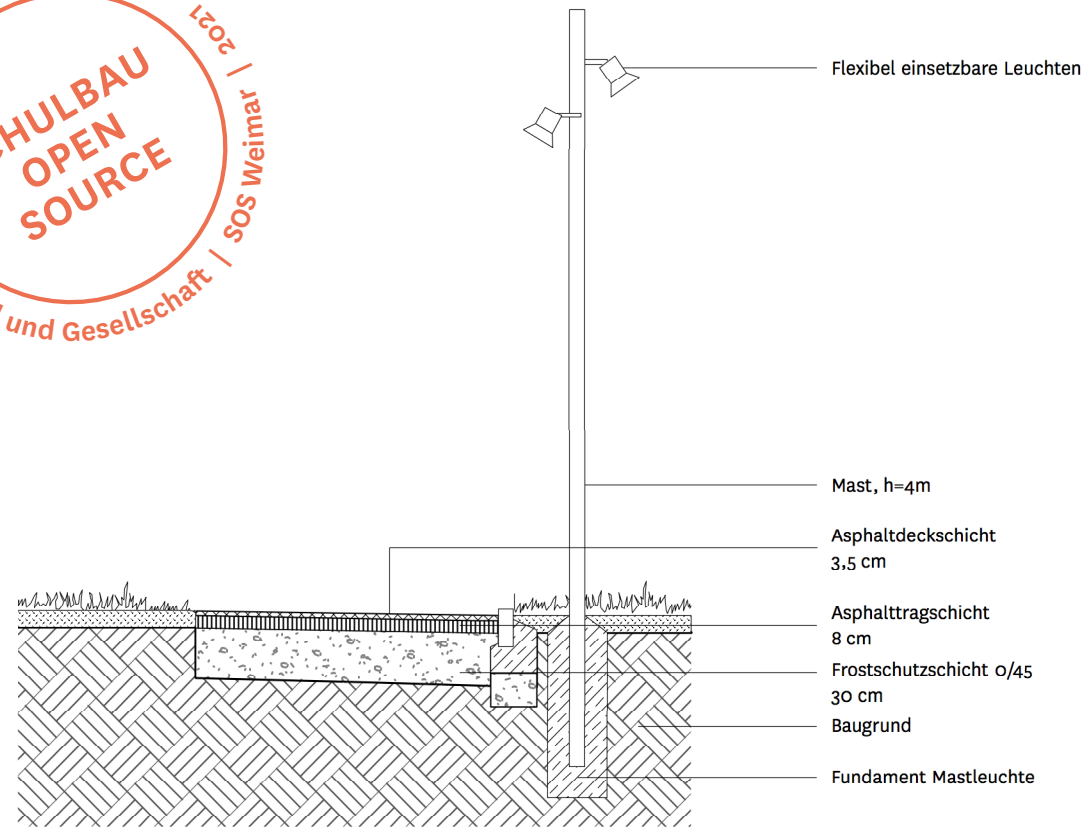 OPEN
SOURCE
und Gesellschaft | SOS Weimar | 2021
Flexibel einsetzbare Leuchten
Mast, h=4m
Asphaltdeckschicht
3,5 cm
Asphalttragschicht
8 cm
Frostschutzschicht 0/45
30 cm
Baugrund
Fundament Mastleuchte